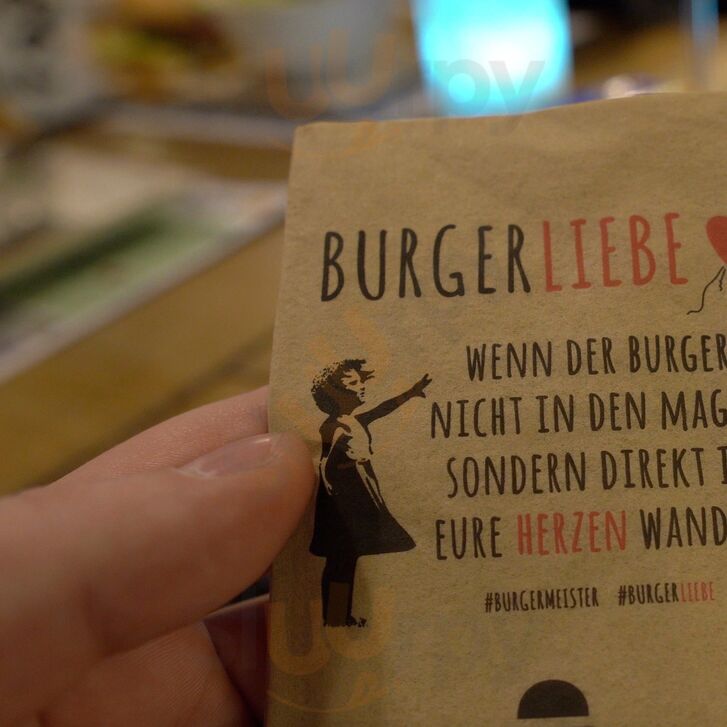 BURGERLIEBE
WENN DER BURGER
NICHT IN DEN MAG
SONDERN DIREKT I
EURE HERZEN WAND
#BURGERMEISTER #BURGERLIEBE